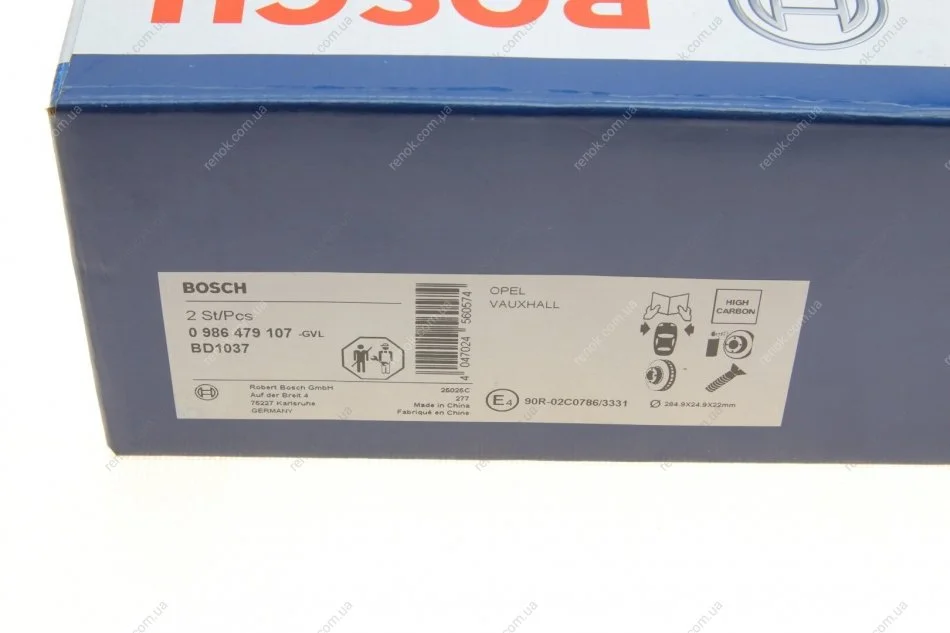 BOSCH
BOSCH
2 St/Pcs
0 986 479 107 -GVL
BD1037
Robert Bosch GmbH
Auf der Breit 4
76227 Karlsruhe
GERMANY
4 047024 560574
277
Made in China
Fabriqué en Chine
OPEL
VAUXHALL
HIGH
CARBON
E4 90R-02C0786/3331
Ø 284.9X24.9X22mm
renok.com.ua